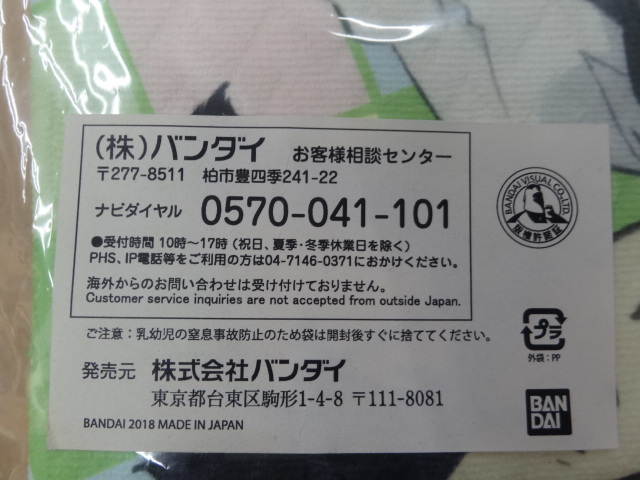 (株)バンダイ お客様相談センター
〒277-8511 柏市豊四季241-22
ナビダイヤル 0570-041-101
●受付時間 10時～17時(祝日、夏季・冬季休業日を除く)
PHS、IP電話等をご利用の方は04-7146-0371におかけください。
海外からのお問い合わせは受け付けておりません。
Customer service inquiries are not accepted from outside Japan.
BANDAI VISUAL CO.,LTD.
版権許諾証
ご注意：乳幼児の窒息事故防止のため袋は開封後すぐに捨ててください。
プラ
外袋：PP
発売元 株式会社バンダイ
東京都台東区駒形1-4-8 〒111-8081
BANDAI 2018 MADE IN JAPAN
BAN
DAI